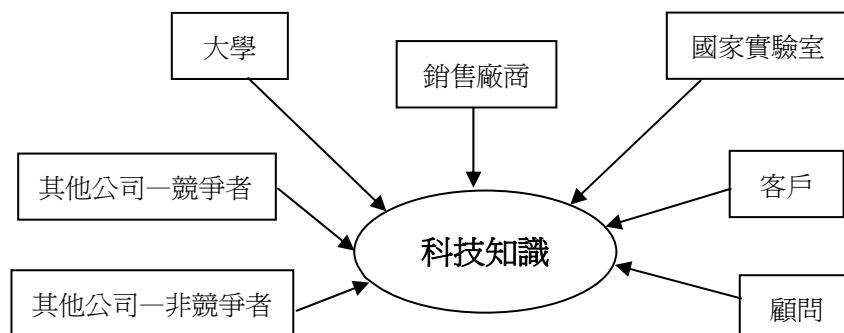 大學
銷售廠商
國家實驗室
其他公司—競爭者
客戶
科技知識
其他公司—非競爭者
顧問